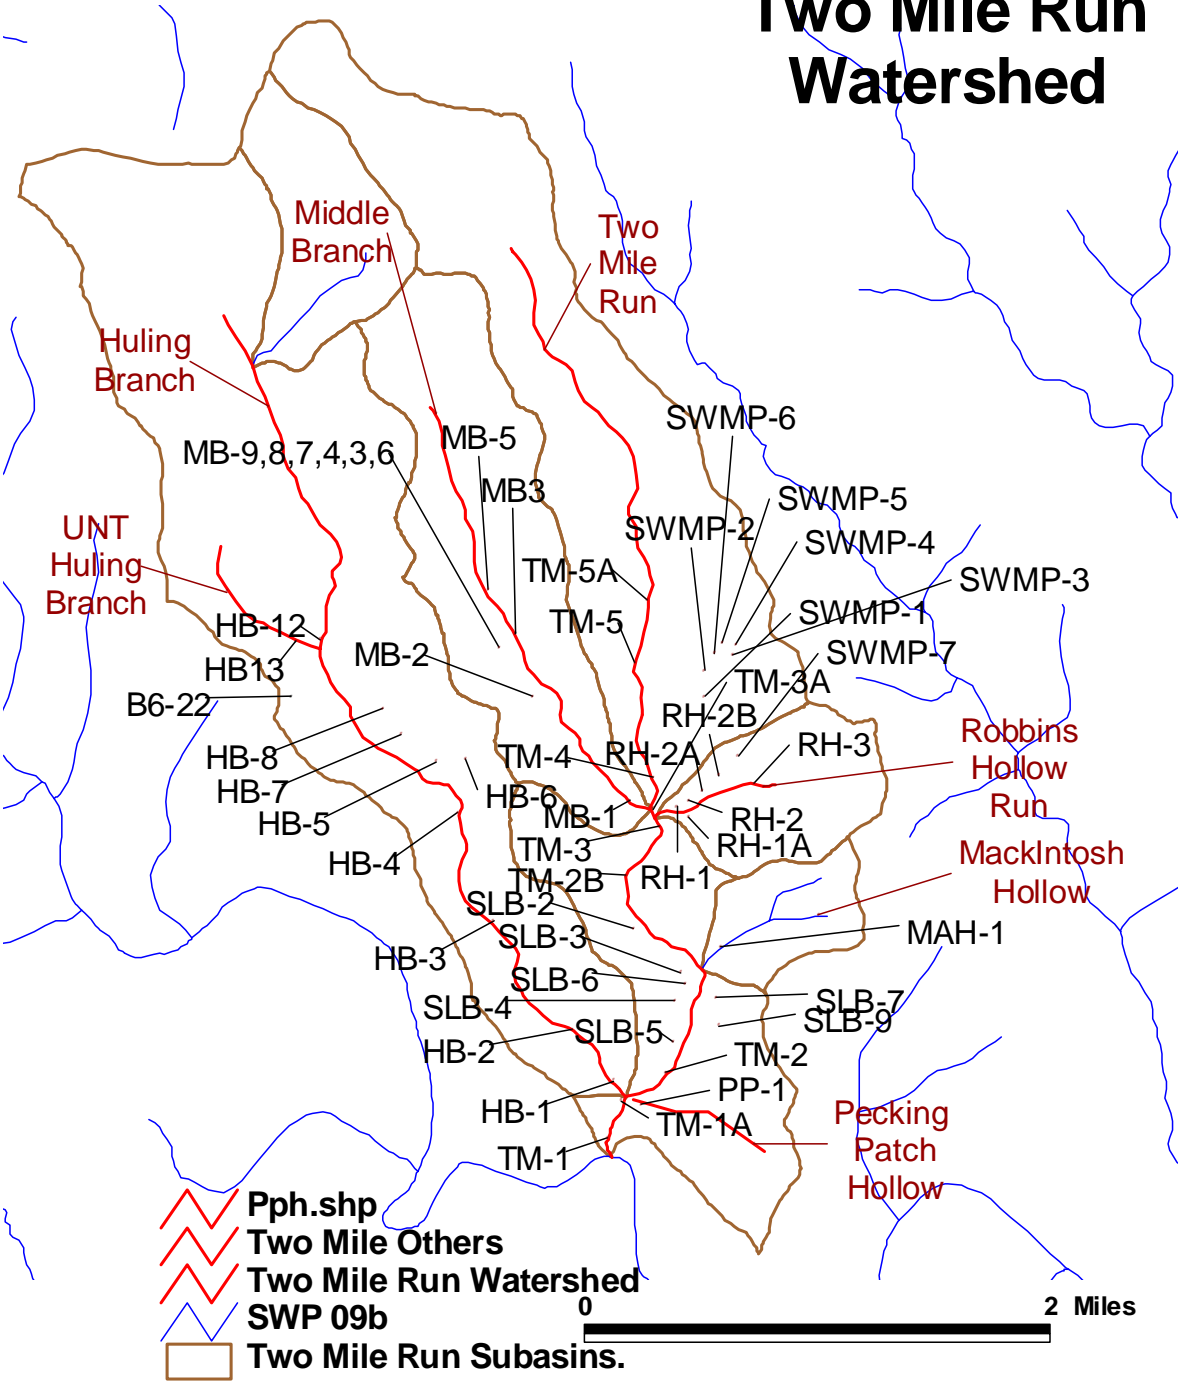 Two Mile Run
Watershed
Middle
Branch
Two
Mile
Run
Huling
Branch
SWMP-6
MB-5
MB-9,8,7,4,3,6
MB3
SWMP-5
SWMP-2
SWMP-4
UNT
Huling
Branch
TM-5A
SWMP-3
SWMP-1
TM-5
HB-12
SWMP-7
MB-2
HB13
TM-3A
B6-22
RH-2B
Robbins
Hollow
Run
RH-3
RH-2A
TM-4
HB-8
HB-7
HB-6
MB-1
RH-2
HB-5
RH-1A
TM-3
MackIntosh
Hollow
HB-4
TM-2B
RH-1
SLB-2
MAH-1
SLB-3
HB-3
SLB-6
SLB-7
SLB-4
SLB-9
SLB-5
HB-2
TM-2
PP-1
HB-1
TM-1A
Pecking
Patch
Hollow
TM-1
Pph.shp
Two Mile Others
Two Mile Run Watershed
SWP 09b
Two Mile Run Subasins.
0 2 Miles